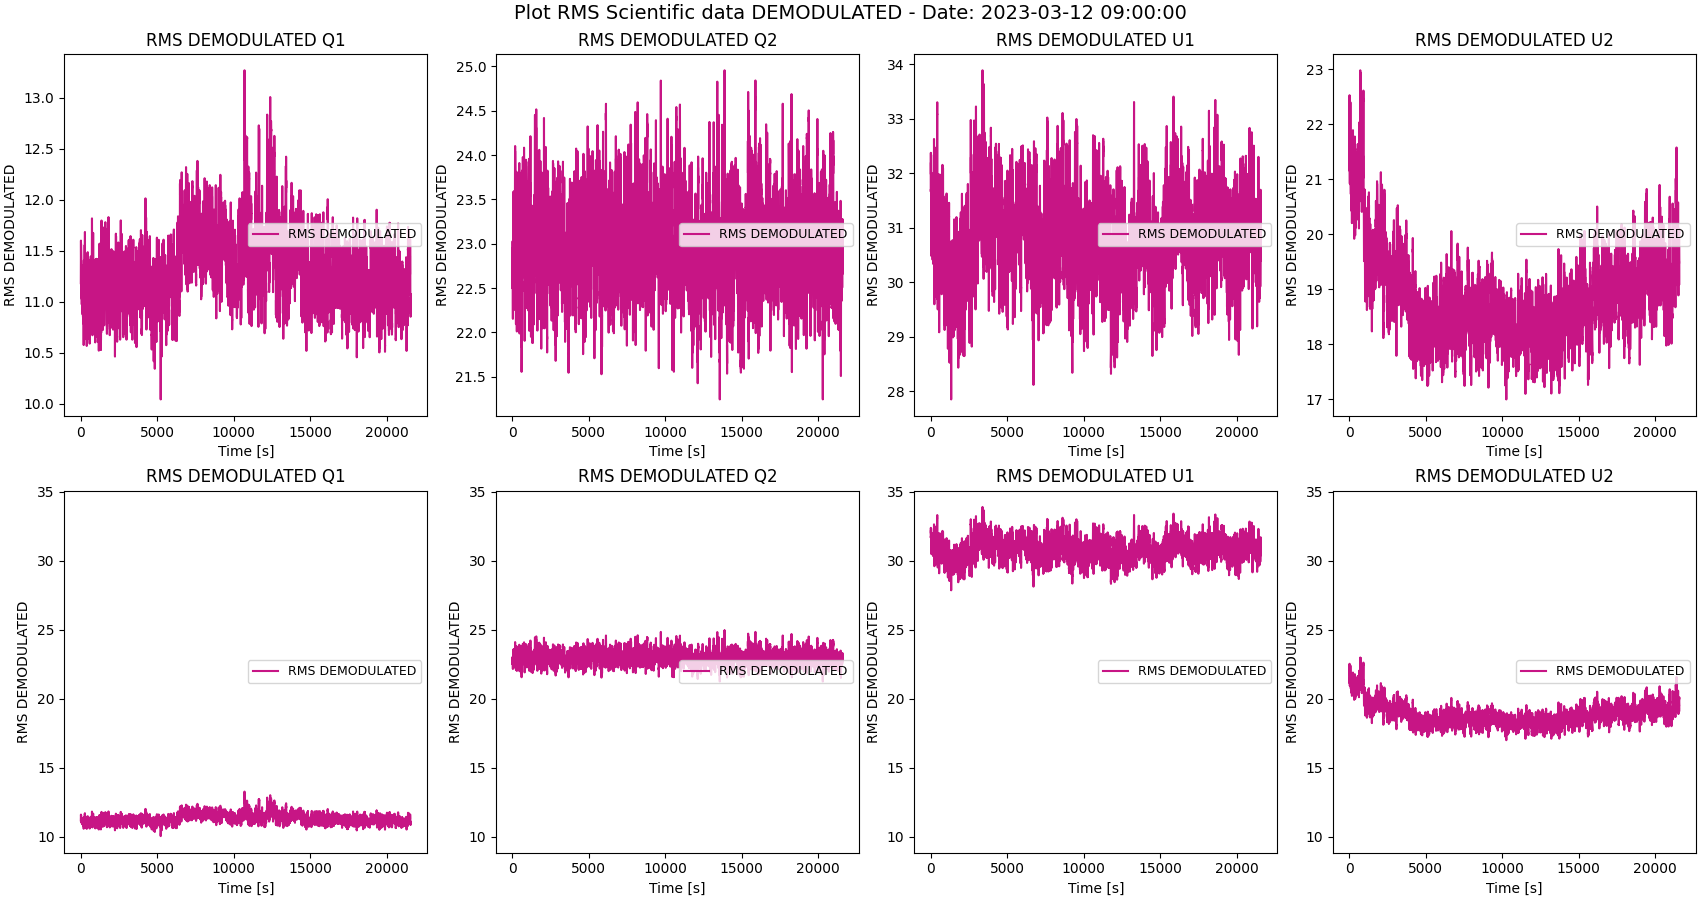 Plot RMS Scientific data DEMODULATED - Date: 2023-03-12 09:00:00
RMS DEMODULATED Q1
RMS DEMODULATED
13.0
12.5
12.0
11.5
11.0
10.5
10.0
RMS DEMODULATED
0 5000 10000 15000 20000
Time [s]
RMS DEMODULATED Q2
RMS DEMODULATED
25.0
24.5
24.0
23.5
23.0
22.5
22.0
21.5
RMS DEMODULATED
0 5000 10000 15000 20000
Time [s]
RMS DEMODULATED U1
RMS DEMODULATED
34
33
32
31
30
29
28
RMS DEMODULATED
0 5000 10000 15000 20000
Time [s]
RMS DEMODULATED U2
RMS DEMODULATED
23
22
21
20
19
18
17
RMS DEMODULATED
0 5000 10000 15000 20000
Time [s]
RMS DEMODULATED Q1
RMS DEMODULATED
35
30
25
20
15
10
RMS DEMODULATED
0 5000 10000 15000 20000
Time [s]
RMS DEMODULATED Q2
RMS DEMODULATED
35
30
25
20
15
10
RMS DEMODULATED
0 5000 10000 15000 20000
Time [s]
RMS DEMODULATED U1
RMS DEMODULATED
35
30
25
20
15
10
RMS DEMODULATED
0 5000 10000 15000 20000
Time [s]
RMS DEMODULATED U2
RMS DEMODULATED
35
30
25
20
15
10
RMS DEMODULATED
0 5000 10000 15000 20000
Time [s]